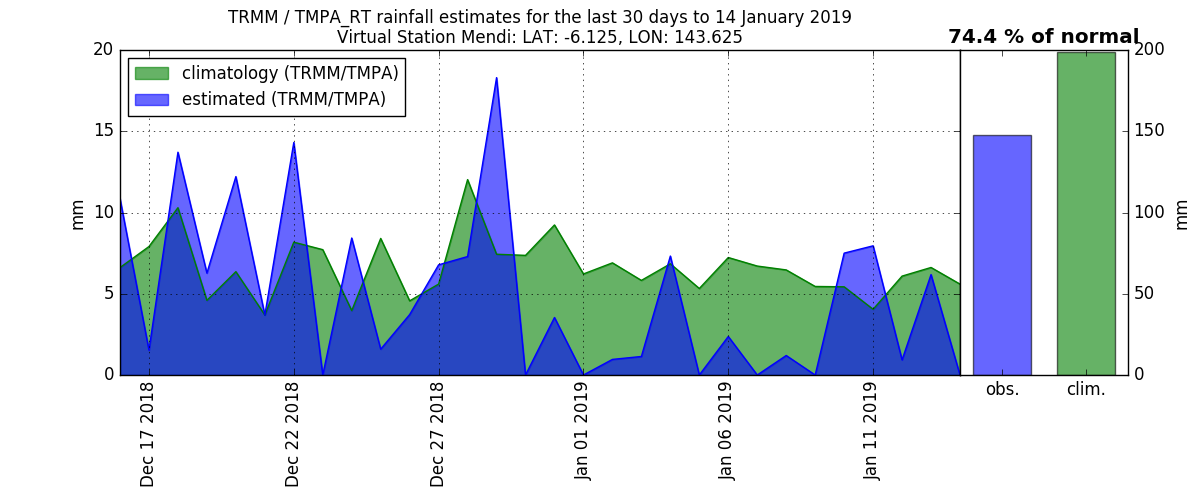 TRMM / TMPA_RT rainfall estimates for the last 30 days to 14 January 2019
Virtual Station Mendi: LAT: -6.125, LON: 143.625
74.4 % of normal
climatology (TRMM/TMPA)
estimated (TRMM/TMPA)
20
15
10
5
0
mm
Dec 17 2018
Dec 22 2018
Dec 27 2018
Jan 01 2019
Jan 06 2019
Jan 11 2019
obs.
clim.
200
150
100
50
0
mm